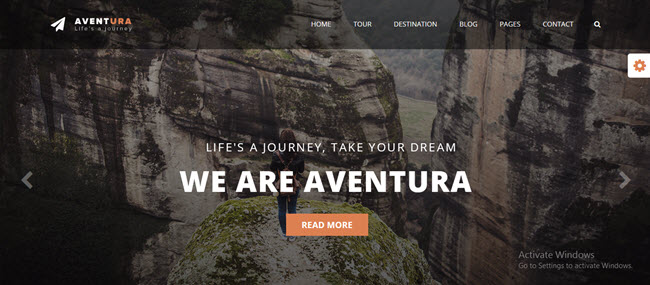 AVENTURA
Life's a journey
HOME TOUR DESTINATION BLOG PAGES CONTACT
LIFE'S A JOURNEY, TAKE YOUR DREAM
WE ARE AVENTURA
READ MORE
Activate Windows
Go to Settings to activate Windows.